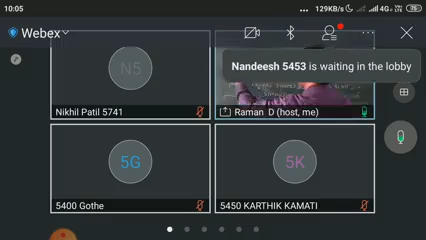 10:05
129KB/s
4G+
75
Webex
Nandeesh 5453 is waiting in the lobby
N5
Nikhil Patil 5741
Raman D (host, me)
5G
5K
5400 Gothe
5450 KARTHIK KAMATI